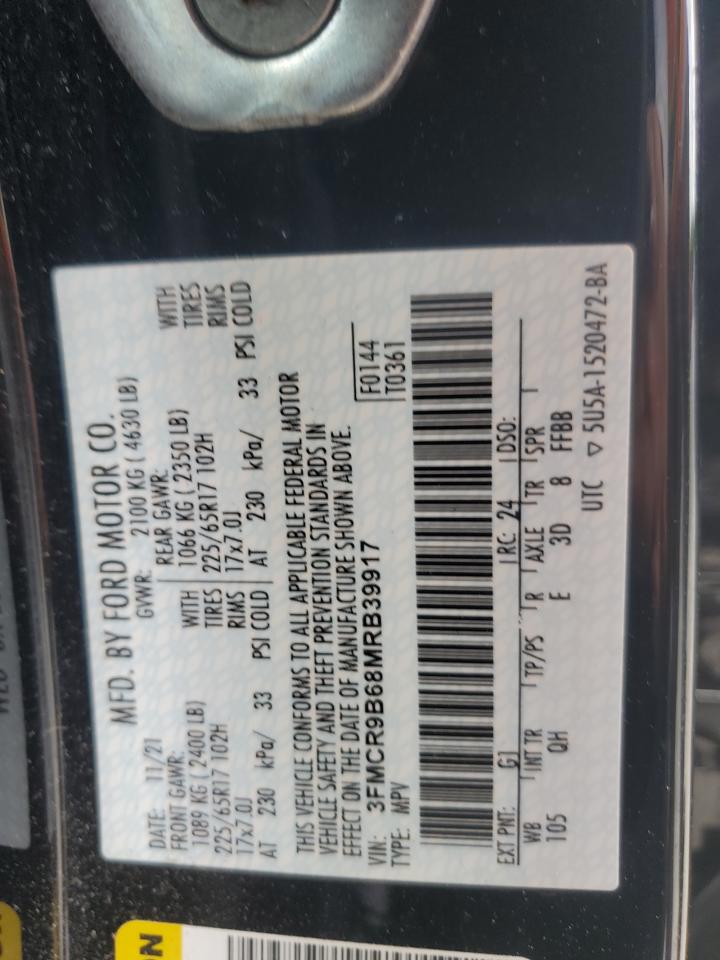 MFD. BY FORD MOTOR CO.
DATE: 11/21 GVWR: 2100 KG ( 4630 LB)
FRONT GAWR: REAR GAWR:
1089 KG ( 2400 LB) WITH 1066 KG ( 2350 LB) WITH
225/65R17 102H TIRES 225/65R17 102H TIRES
17x7.0J RIMS 17x7.0J RIMS
AT 230 kPa/ 33 PSI COLD AT 230 kPa/ 33 PSI COLD
THIS VEHICLE CONFORMS TO ALL APPLICABLE FEDERAL MOTOR
VEHICLE SAFETY AND THEFT PREVENTION STANDARDS IN
EFFECT ON THE DATE OF MANUFACTURE SHOWN ABOVE.
VIN: 3FMCR9B68MRB39917 F0144
TYPE: MPV T0361
EXT PNT: G1 RC: 24 DSO:
WB INT TR TP/PS R AXLE TR SPR
105 QH E 3D 8 FFBB
UTC ▽ 5U5A-1520472-BA